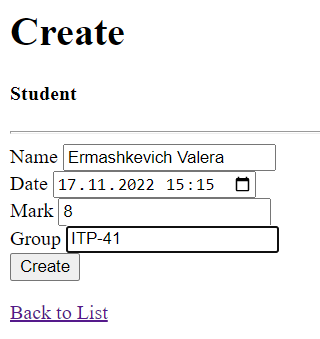 Create
Student
Name Ermashkevich Valera
Date 17.11.2022 15:15
Mark 8
Group ITP-41
Create
Back to List